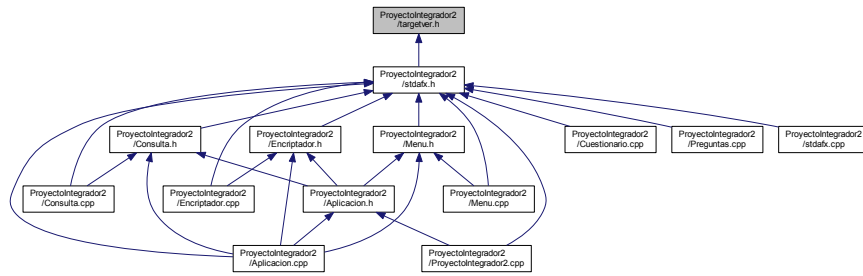 ProyectoIntegrador2
/targetver.h
ProyectoIntegrador2
/stdafx.h
ProyectoIntegrador2
/Consulta.h
ProyectoIntegrador2
/Encriptador.h
ProyectoIntegrador2
/Menu.h
ProyectoIntegrador2
/Cuestionario.cpp
ProyectoIntegrador2
/Preguntas.cpp
ProyectoIntegrador2
/stdafx.cpp
ProyectoIntegrador2
/Consulta.cpp
ProyectoIntegrador2
/Encriptador.cpp
ProyectoIntegrador2
/Aplicacion.h
ProyectoIntegrador2
/Menu.cpp
ProyectoIntegrador2
/Aplicacion.cpp
ProyectoIntegrador2
/ProyectoIntegrador2.cpp